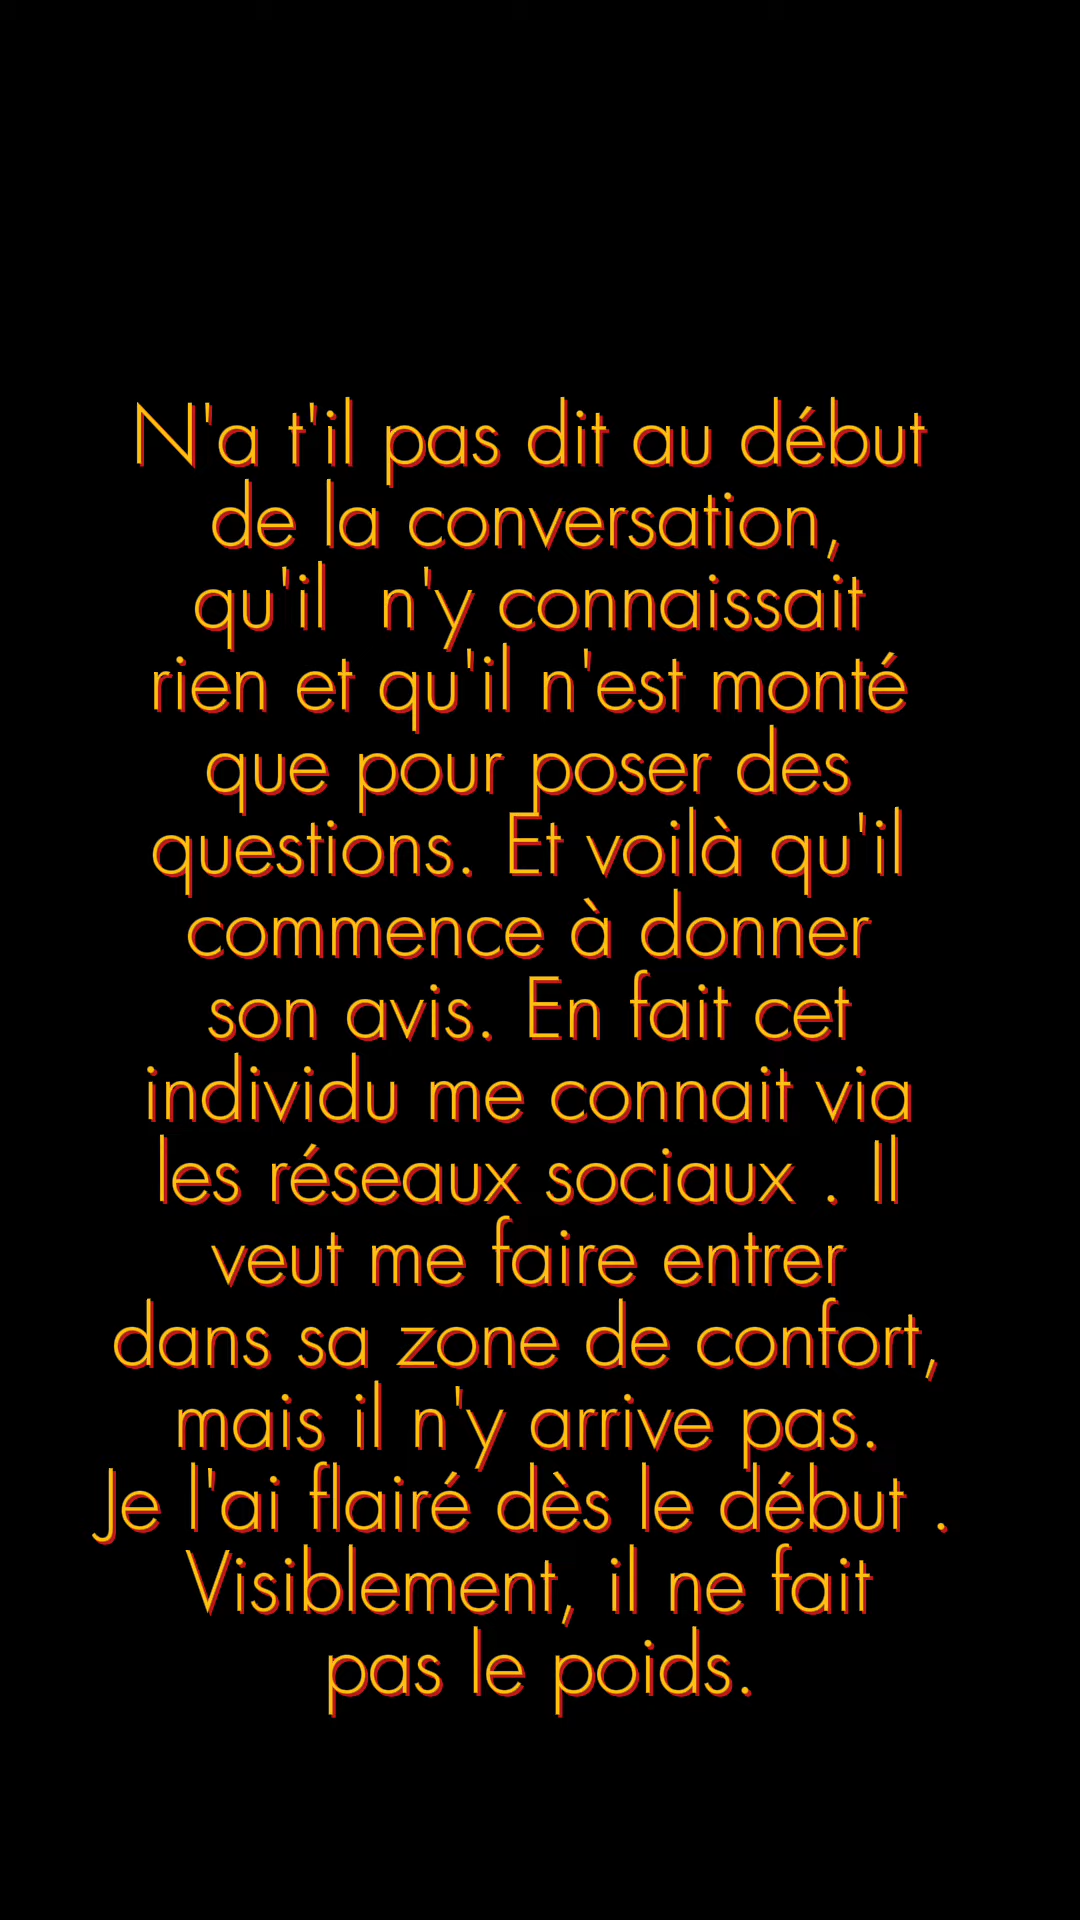 N'a t'il pas dit au début
de la conversation,
qu'il  n'y connaissait
rien et qu'il n'est monté
que pour poser des
questions. Et voilà qu'il
commence à donner
son avis. En fait cet
individu me connait via
les réseaux sociaux . Il
veut me faire entrer
dans sa zone de confort,
mais il n'y arrive pas.
Je l'ai flairé dès le début .
Visiblement, il ne fait
pas le poids.